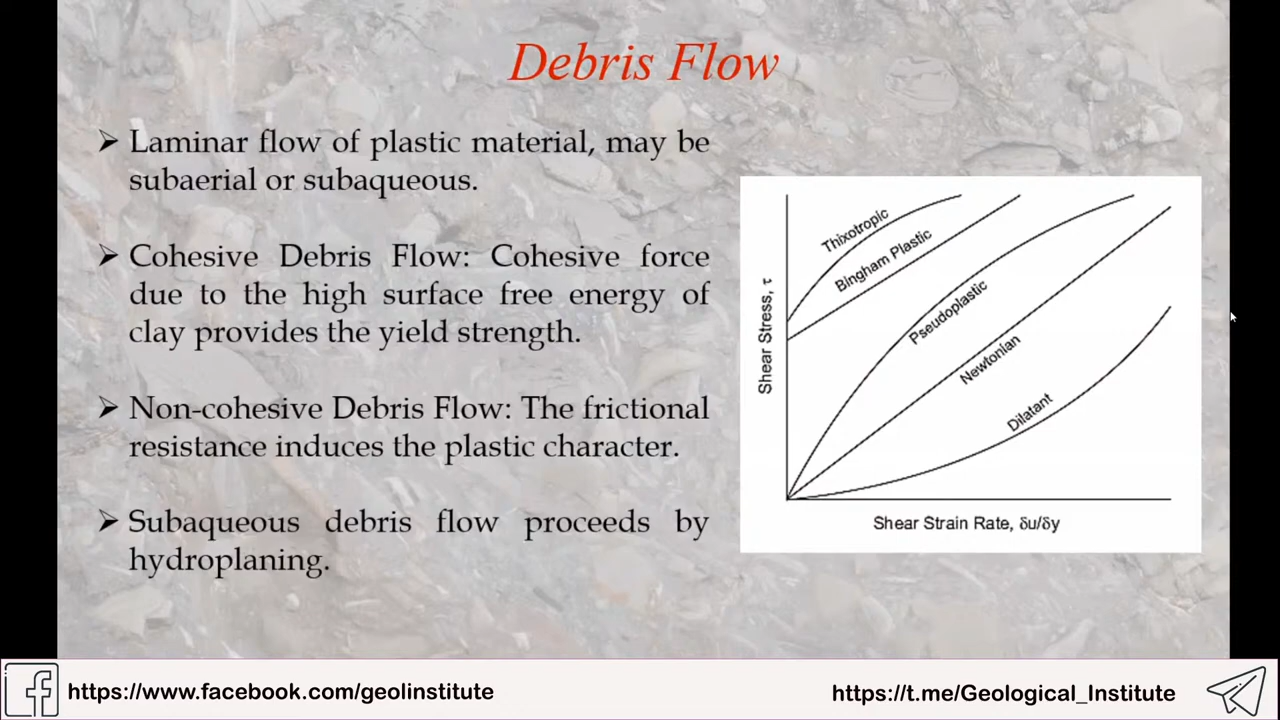 Debris Flow
➤ Laminar flow of plastic material, may be
subaerial or subaqueous.
➤ Cohesive Debris Flow: Cohesive force
due to the high surface free energy of
clay provides the yield strength.
➤ Non-cohesive Debris Flow: The frictional
resistance induces the plastic character.
➤ Subaqueous debris flow proceeds by
hydroplaning.
Shear Stress, τ
Thixotropic
Bingham Plastic
Pseudoplastic
Newtonian
Dilatant
Shear Strain Rate, δu/δy
https://www.facebook.com/geolinstitute
https://t.me/Geological_Institute